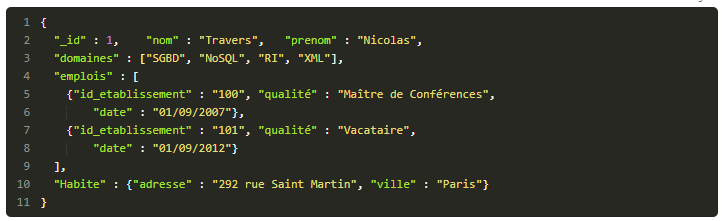 1 {
2 "_id" : 1, "nom" : "Travers", "prenom" : "Nicolas",
3 "domaines" : ["SGBD", "NoSQL", "RI", "XML"],
4 "emplois" : [
5 {"id_etablissement" : "100", "qualité" : "Maître de Conférences",
6 "date" : "01/09/2007"},
7 {"id_etablissement" : "101", "qualité" : "Vacataire",
8 "date" : "01/09/2012"}
9 ],
10 "Habite" : {"adresse" : "292 rue Saint Martin", "ville" : "Paris"}
11 }